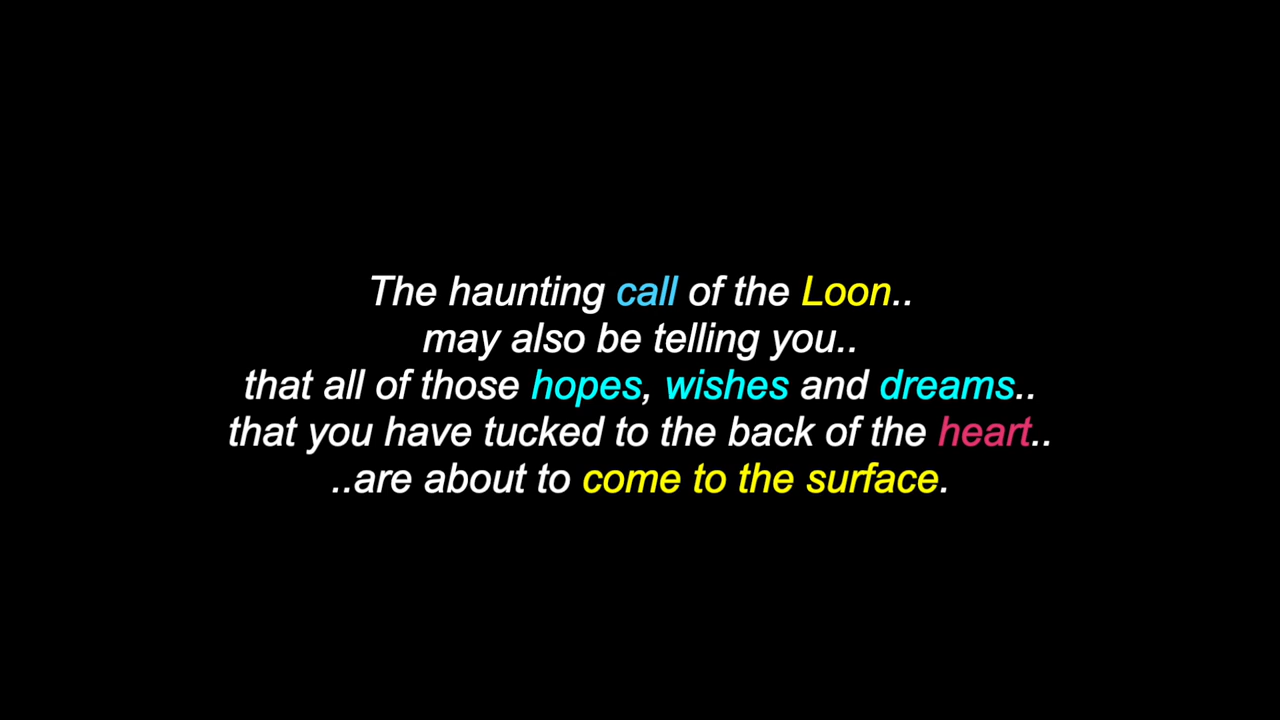 The haunting call of the Loon..
may also be telling you..
that all of those hopes, wishes and dreams..
that you have tucked to the back of the heart..
..are about to come to the surface.